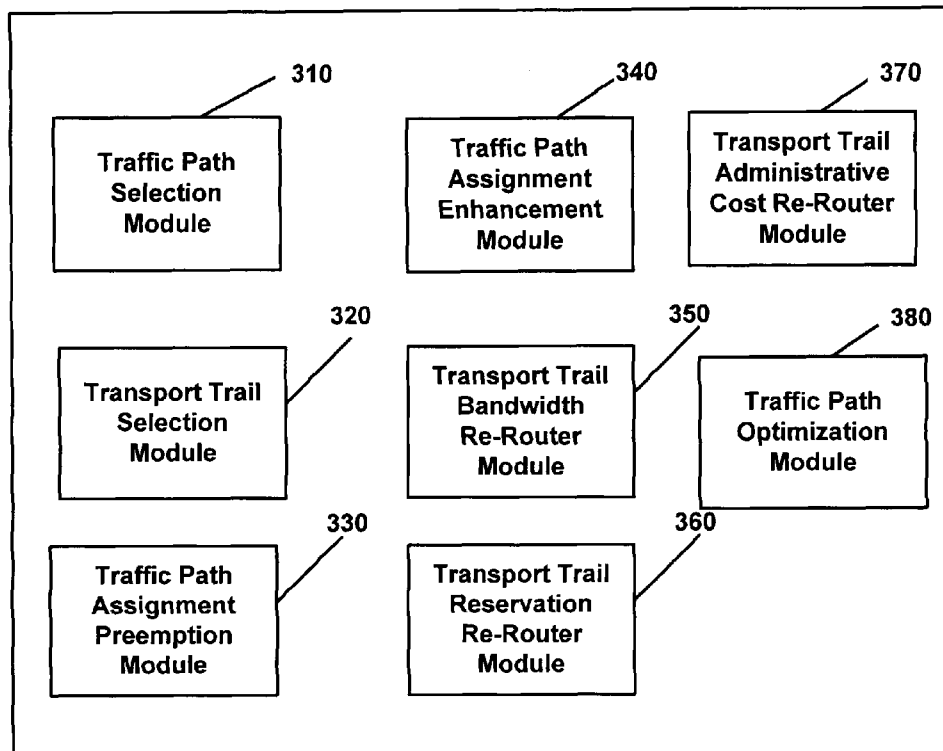 310
Traffic Path
Selection
Module
340
Traffic Path
Assignment
Enhancement
Module
370
Transport Trail
Administrative
Cost Re-Router
Module
320
Transport Trail
Selection
Module
350
Transport Trail
Bandwidth
Re-Router
Module
380
Traffic Path
Optimization
Module
330
Traffic Path
Assignment
Preemption
Module
360
Transport Trail
Reservation
Re-Router
Module